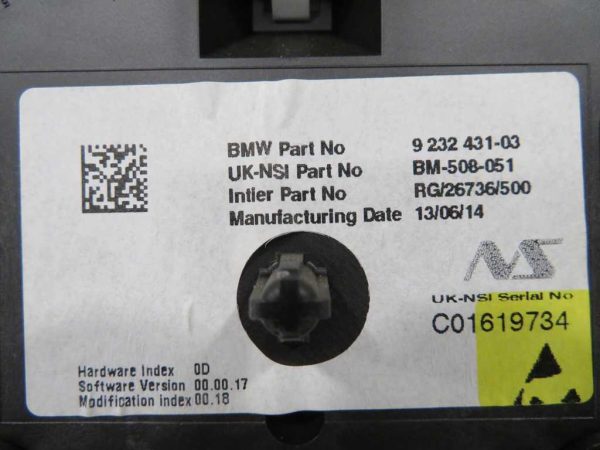 BMW Part No 9 232 431-03
UK-NSI Part No BM-508-051
Intier Part No RG/26736/500
Manufacturing Date 13/06/14
UK-NSI Serial No
C01619734
Hardware Index 0D
Software Version 00.00.17
Modification index 00.18